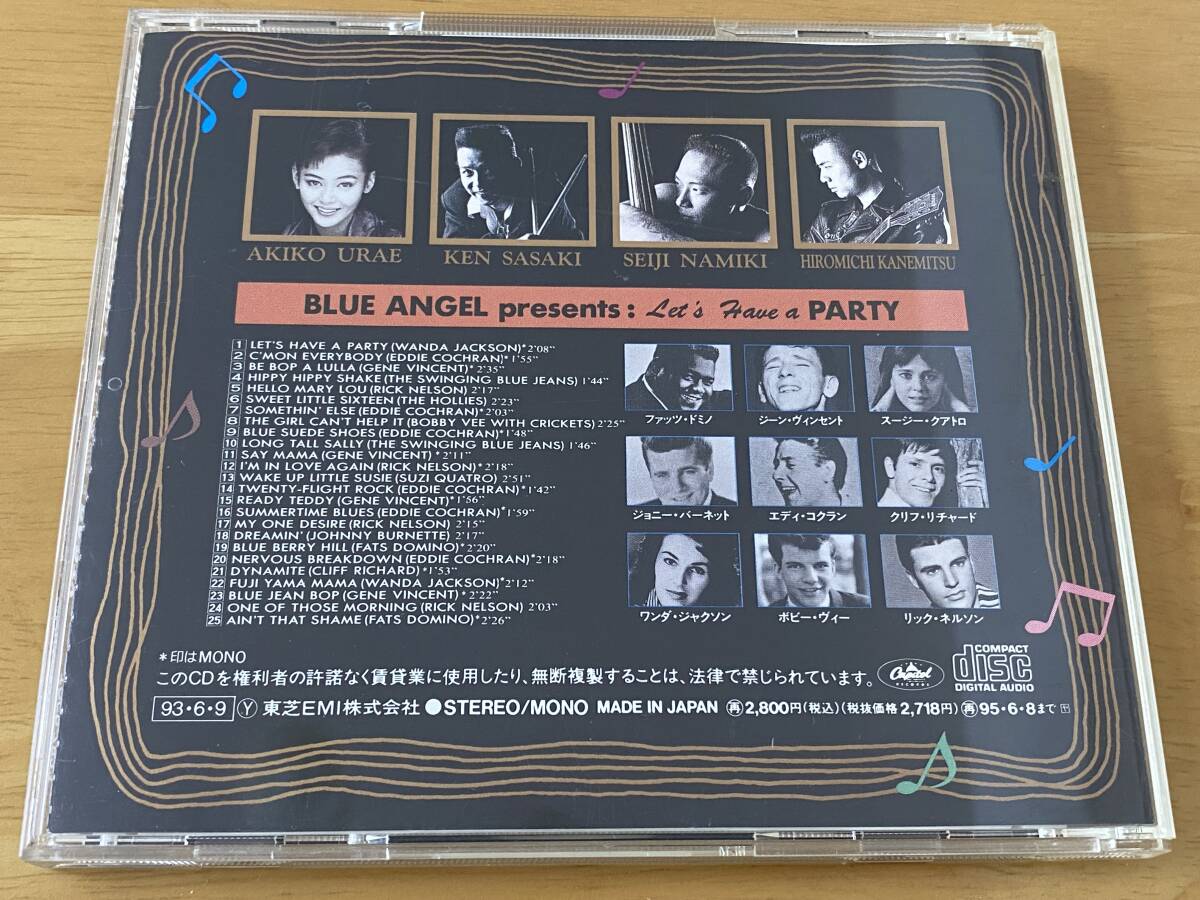 AKIKO URAE
KEN SASAKI
SEIJI NAMIKI
HIROMICHI KANEMITSU
BLUE ANGEL presents: Let's Have a PARTY
1 LET'S HAVE A PARTY (WANDA JACKSON)*2'08"
2 C'MON EVERYBODY (EDDIE COCHRAN)*1'55"
3 BE BOP A LULLA (GENE VINCENT)*2'35"
4 HIPPY HIPPY SHAKE (THE SWINGING BLUE JEANS) 1'44"
5 HELLO MARY LOU (RICK NELSON) 2'17"
6 SWEET LITTLE SIXTEEN (THE HOLLIES) 2'23"
7 SOMETHIN' ELSE (EDDIE COCHRAN)*2'03"
8 THE GIRL CAN'T HELP IT (BOBBY VEE WITH CRICKETS) 2'25"
9 BLUE SUEDE SHOES (EDDIE COCHRAN)*1'48"
10 LONG TALL SALLY (THE SWINGING BLUE JEANS) 1'46"
11 SAY MAMA (GENE VINCENT)*2'11"
12 I'M IN LOVE AGAIN (RICK NELSON)*2'18"
13 WAKE UP LITTLE SUSIE (SUZI QUATRO) 2'51"
14 TWENTY-FLIGHT ROCK (EDDIE COCHRAN)*1'42"
15 READY TEDDY (GENE VINCENT)*1'56"
16 SUMMERTIME BLUES (EDDIE COCHRAN)*1'59"
17 MY ONE DESIRE (RICK NELSON) 2'15"
18 DREAMIN' (JOHNNY BURNETTE) 2'17"
19 BLUE BERRY HILL (FATS DOMINO)*2'20"
20 NERVOUS BREAKDOWN (EDDIE COCHRAN)*2'18"
21 DYNAMITE (CLIFF RICHARD)*1'53"
22 FUJI YAMA MAMA (WANDA JACKSON)*2'12"
23 BLUE JEAN BOP (GENE VINCENT)*2'22"
24 ONE OF THOSE MORNING (RICK NELSON) 2'03"
25 AIN'T THAT SHAME (FATS DOMINO)*2'26"
ファッツ・ドミノ
ジーン・ヴィンセント
スージー・クアトロ
ジョニー・バーネット
エディ・コクラン
クリフ・リチャード
ワンダ・ジャクソン
ボビー・ヴィー
リック・ネルソン
*印はMONO
このCDを権利者の許諾なく賃貸業に使用したり、無断複製することは、法律で禁じられています。
Capitol
RECORDS
COMPACT
disc
DIGITAL AUDIO
93・6・9 Ⓨ 東芝EMI株式会社 ●STEREO/MONO MADE IN JAPAN ㊢2,800円(税込)(税抜価格2,718円) ㊢95・6・8まで